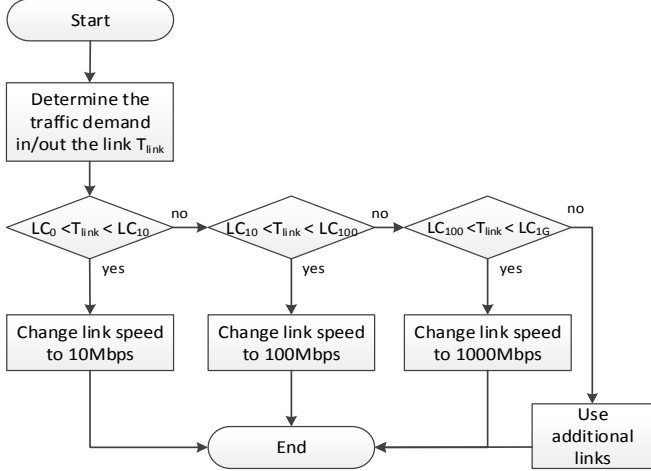 Start
Determine the
traffic demand
in/out the link Tlink
LC0 <Tlink< LC10
no
LC10 <Tlink< LC100
no
LC100 <Tlink< LC1G
no
yes
yes
yes
Change link speed
to 10Mbps
Change link speed
to 100Mbps
Change link speed
to 1000Mbps
Use
additional
links
End